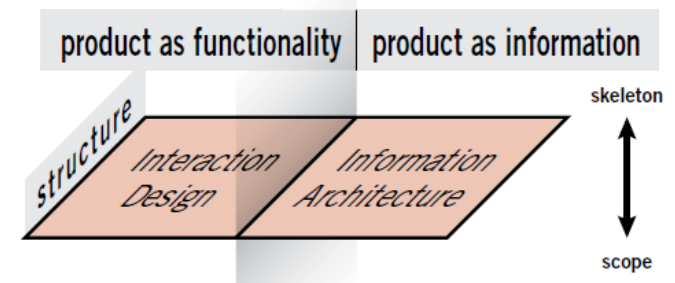 product as functionality
product as information
skeleton
structure
Interaction
Design
Information
Architecture
scope